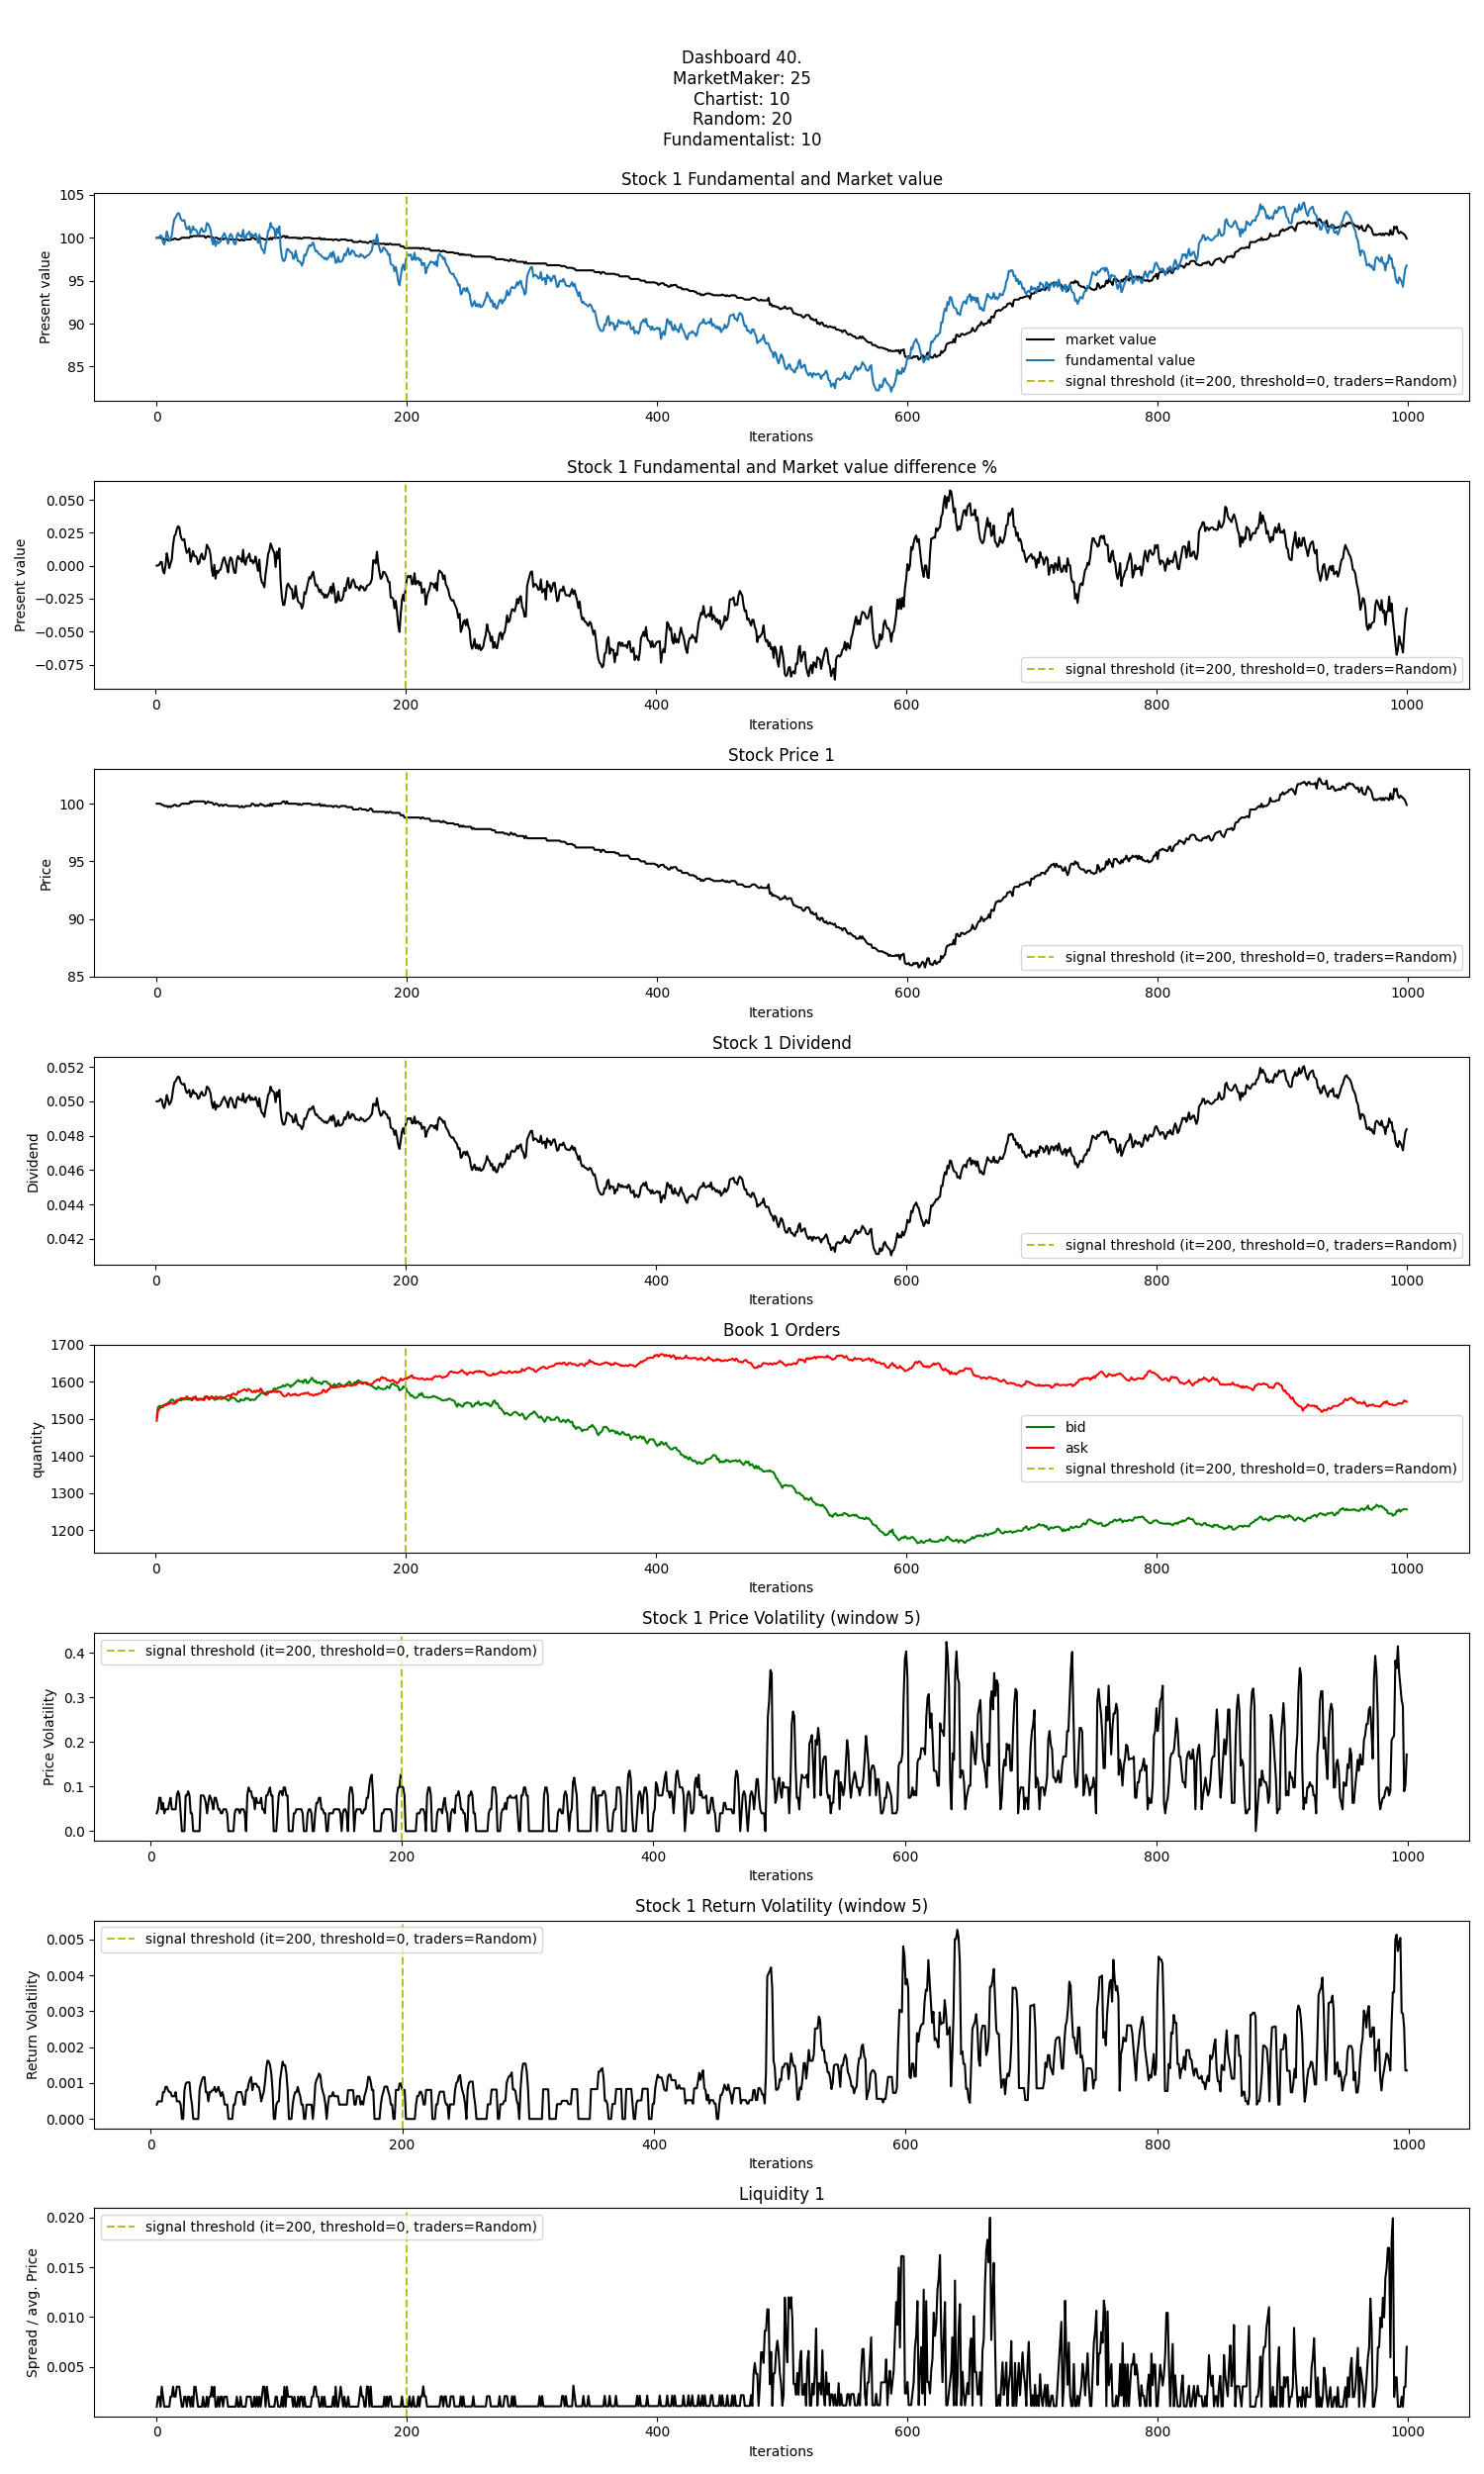 Dashboard 40.
MarketMaker: 25
Chartist: 10
Random: 20
Fundamentalist: 10
Stock 1 Fundamental and Market value
Present value
105
100
95
90
85
market value
fundamental value
signal threshold (it=200, threshold=0, traders=Random)
0 200 400 600 800 1000
Iterations
Stock 1 Fundamental and Market value difference %
Present value
0.050
0.025
0.000
−0.025
−0.050
−0.075
signal threshold (it=200, threshold=0, traders=Random)
0 200 400 600 800 1000
Iterations
Stock Price 1
Price
100
95
90
85
signal threshold (it=200, threshold=0, traders=Random)
0 200 400 600 800 1000
Iterations
Stock 1 Dividend
Dividend
0.052
0.050
0.048
0.046
0.044
0.042
signal threshold (it=200, threshold=0, traders=Random)
0 200 400 600 800 1000
Iterations
Book 1 Orders
quantity
1700
1600
1500
1400
1300
1200
bid
ask
signal threshold (it=200, threshold=0, traders=Random)
0 200 400 600 800 1000
Iterations
Stock 1 Price Volatility (window 5)
Price Volatility
signal threshold (it=200, threshold=0, traders=Random)
0.4
0.3
0.2
0.1
0.0
0 200 400 600 800 1000
Iterations
Stock 1 Return Volatility (window 5)
Return Volatility
signal threshold (it=200, threshold=0, traders=Random)
0.005
0.004
0.003
0.002
0.001
0.000
0 200 400 600 800 1000
Iterations
Liquidity 1
Spread / avg. Price
signal threshold (it=200, threshold=0, traders=Random)
0.020
0.015
0.010
0.005
0 200 400 600 800 1000
Iterations